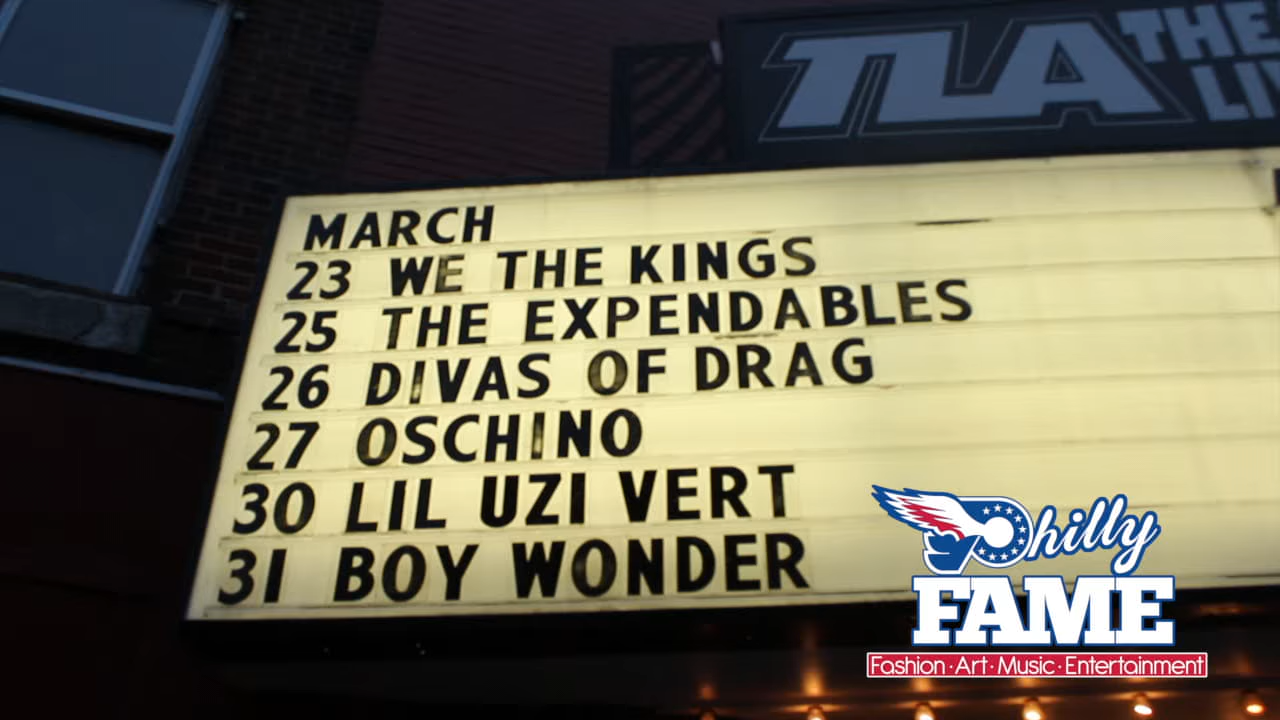 TLA THE
LIV
MARCH
23 WE THE KINGS
25 THE EXPENDABLES
26 DIVAS OF DRAG
27 OSCHINO
30 LIL UZI VERT
31 BOY WONDER
Philly
FAME
Fashion · Art · Music · Entertainment